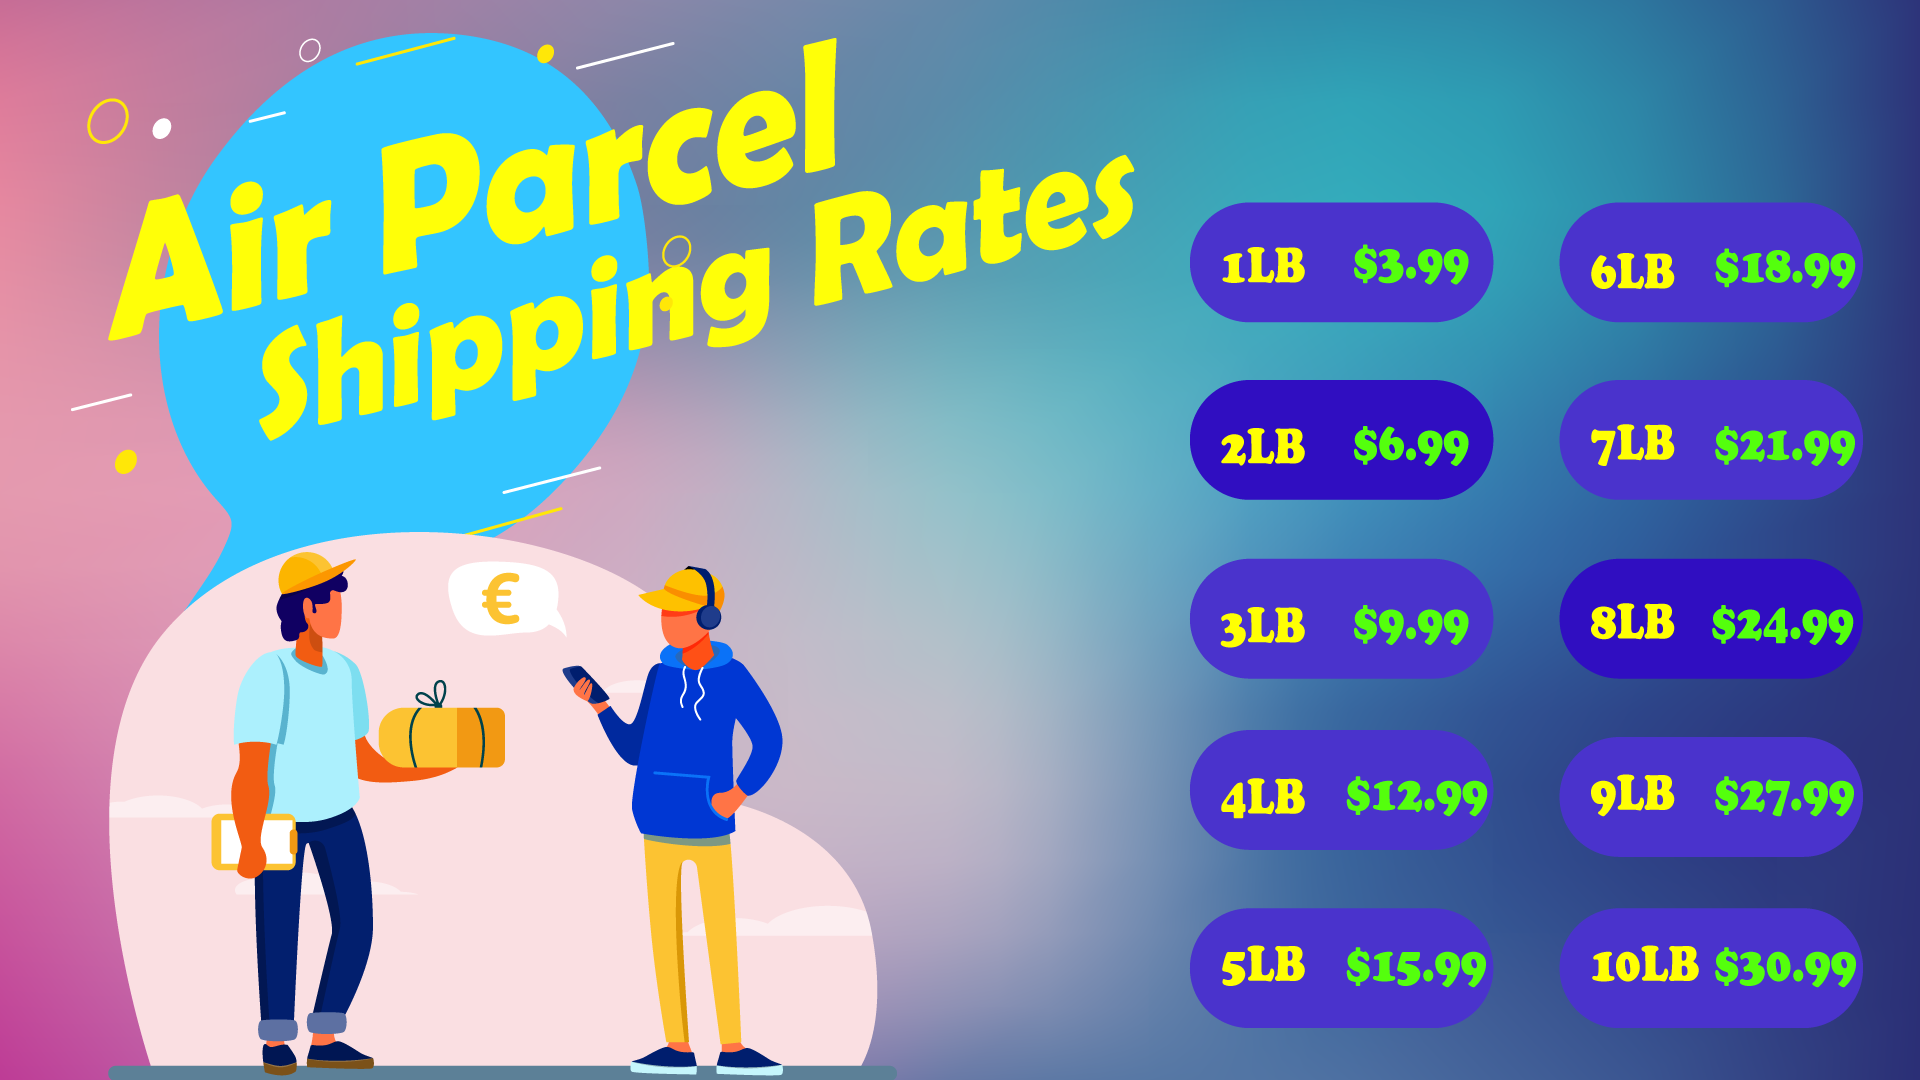 Air Parcel
Shipping Rates
€
1LB $3.99
2LB $6.99
3LB $9.99
4LB $12.99
5LB $15.99
6LB $18.99
7LB $21.99
8LB $24.99
9LB $27.99
10LB $30.99